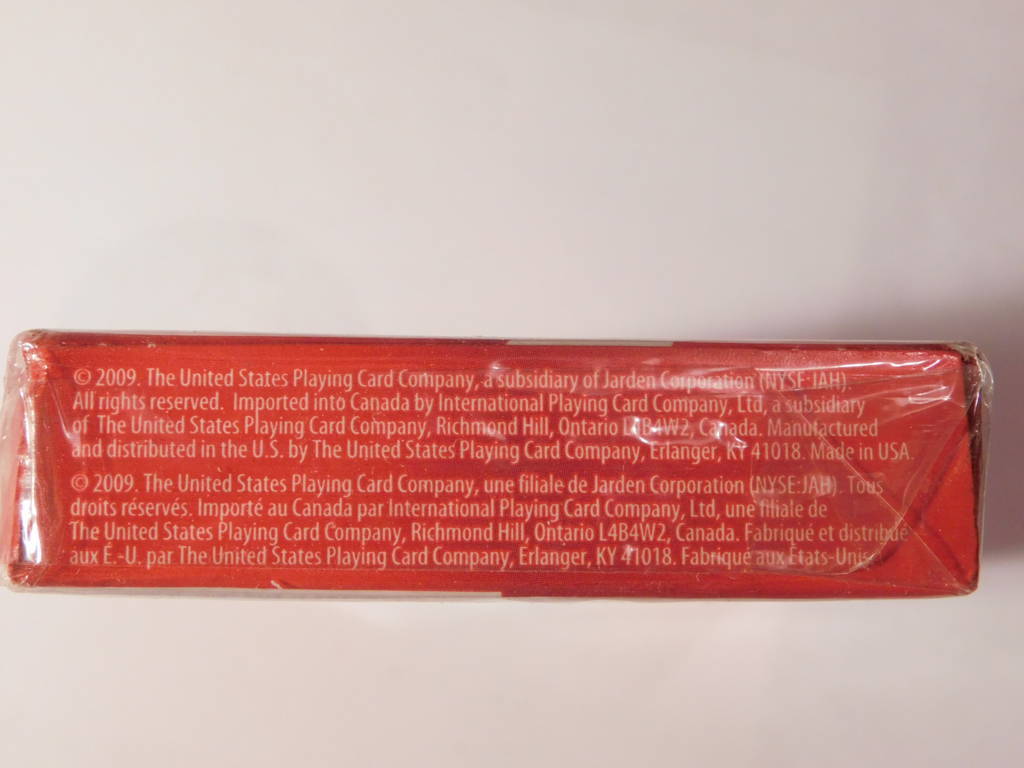 © 2009. The United States Playing Card Company, a subsidiary of Jarden Corporation (NYSE:JAH)
All rights reserved. Imported into Canada by International Playing Card Company, Ltd, a subsidiary
of The United States Playing Card Company, Richmond Hill, Ontario L4B4W2, Canada. Manufactured
and distributed in the U.S. by The United States Playing Card Company, Erlanger, KY 41018. Made in USA.
© 2009. The United States Playing Card Company, une filiale de Jarden Corporation (NYSE:JAH). Tous
droits réservés. Importé au Canada par International Playing Card Company, Ltd, une filiale de
The United States Playing Card Company, Richmond Hill, Ontario L4B4W2, Canada. Fabriqué et distribué
aux É.-U. par The United States Playing Card Company, Erlanger, KY 41018. Fabriqué aux États-Unis.